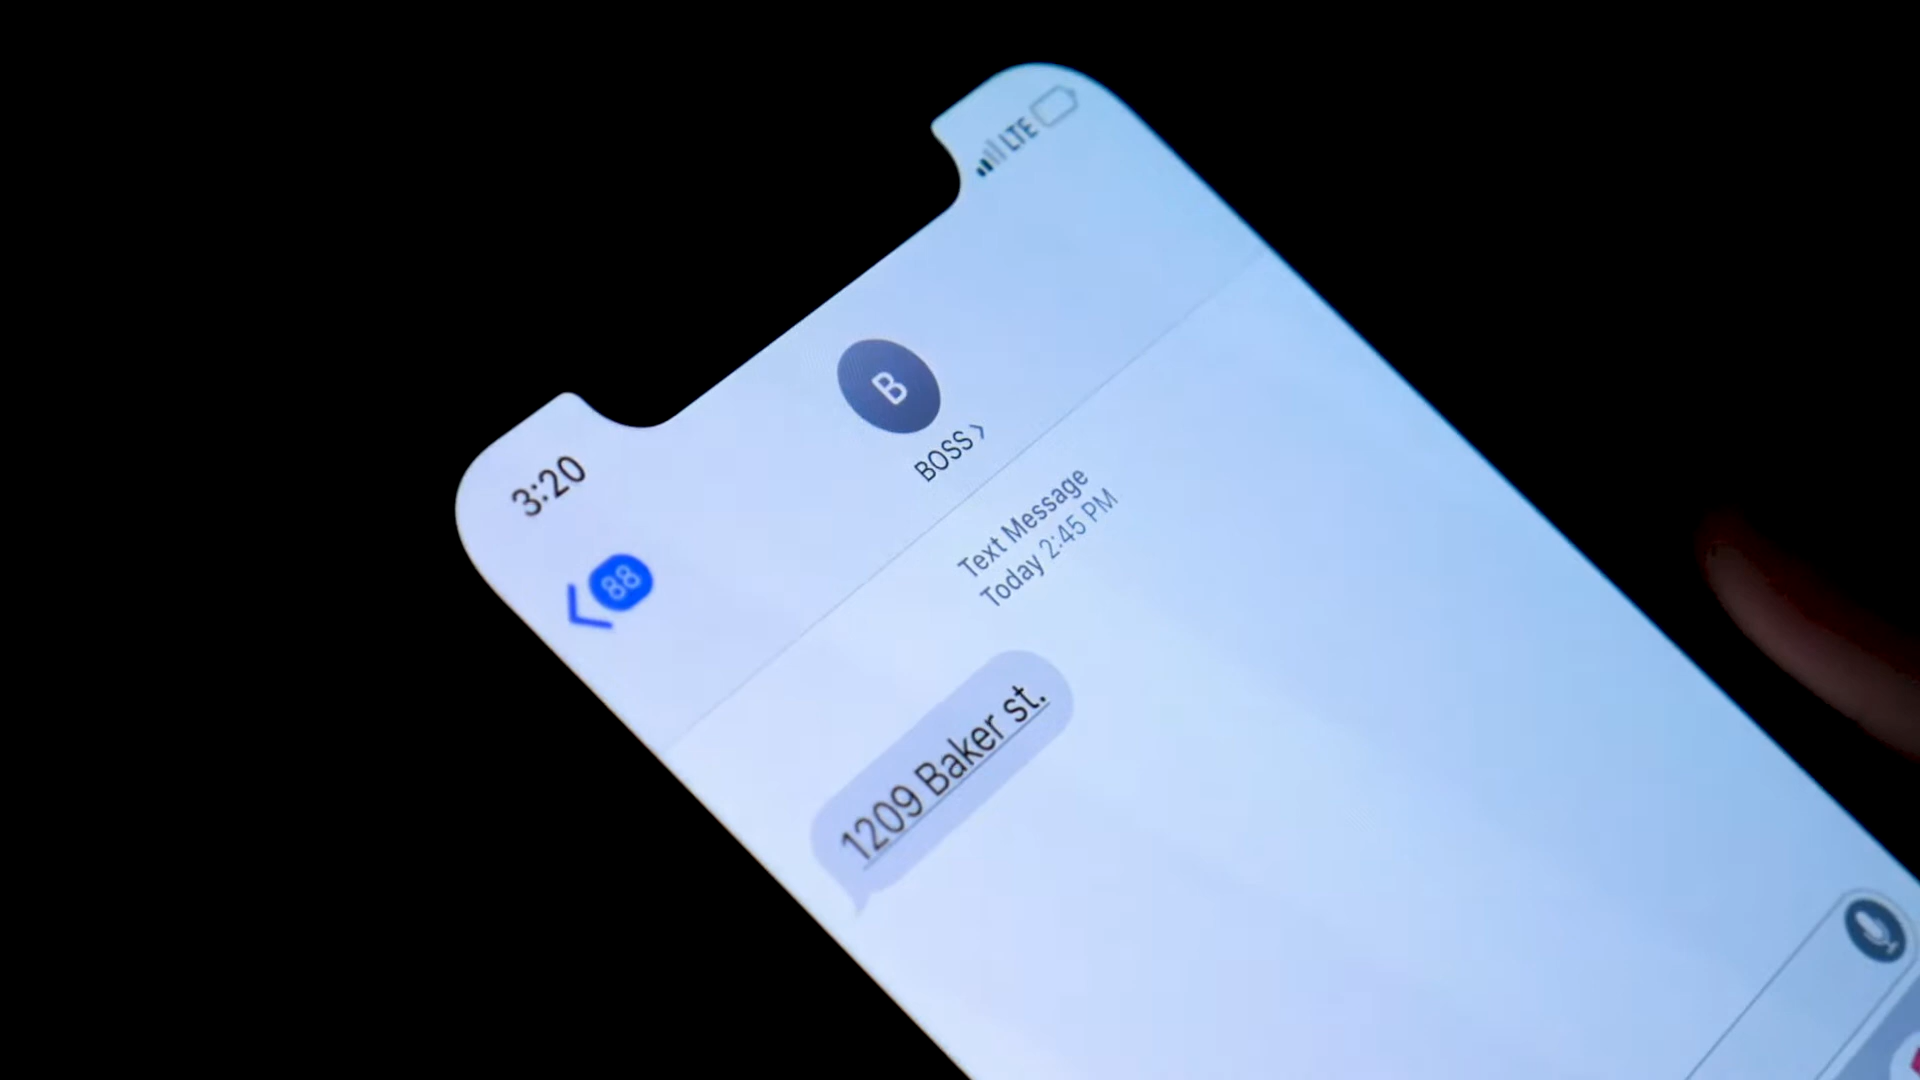 3:20
LTE
88
B
BOSS
Text Message
Today 2:45 PM
1209 Baker st.